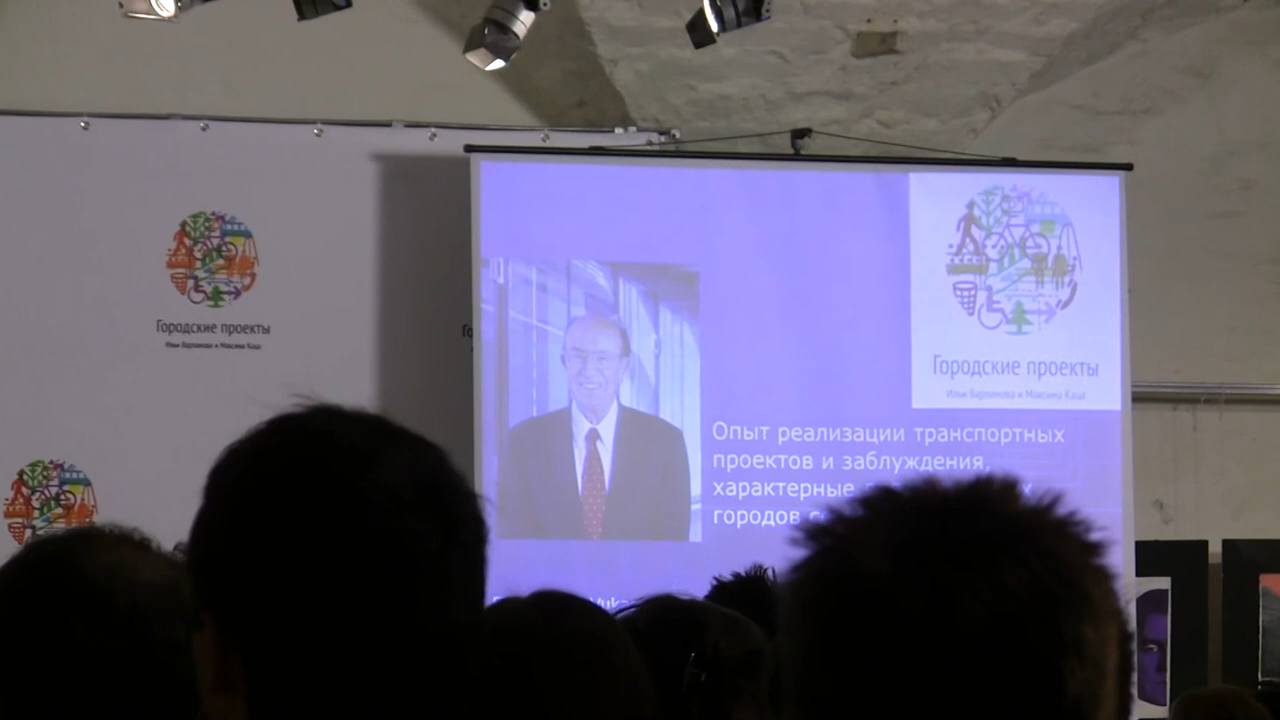 Городские проекты
Ильи Варламова и Максима Каца
Городские проекты
Ильи Варламова и Максима Каца
Опыт реализации транспортных
проектов и заблуждения,
характерные
городов